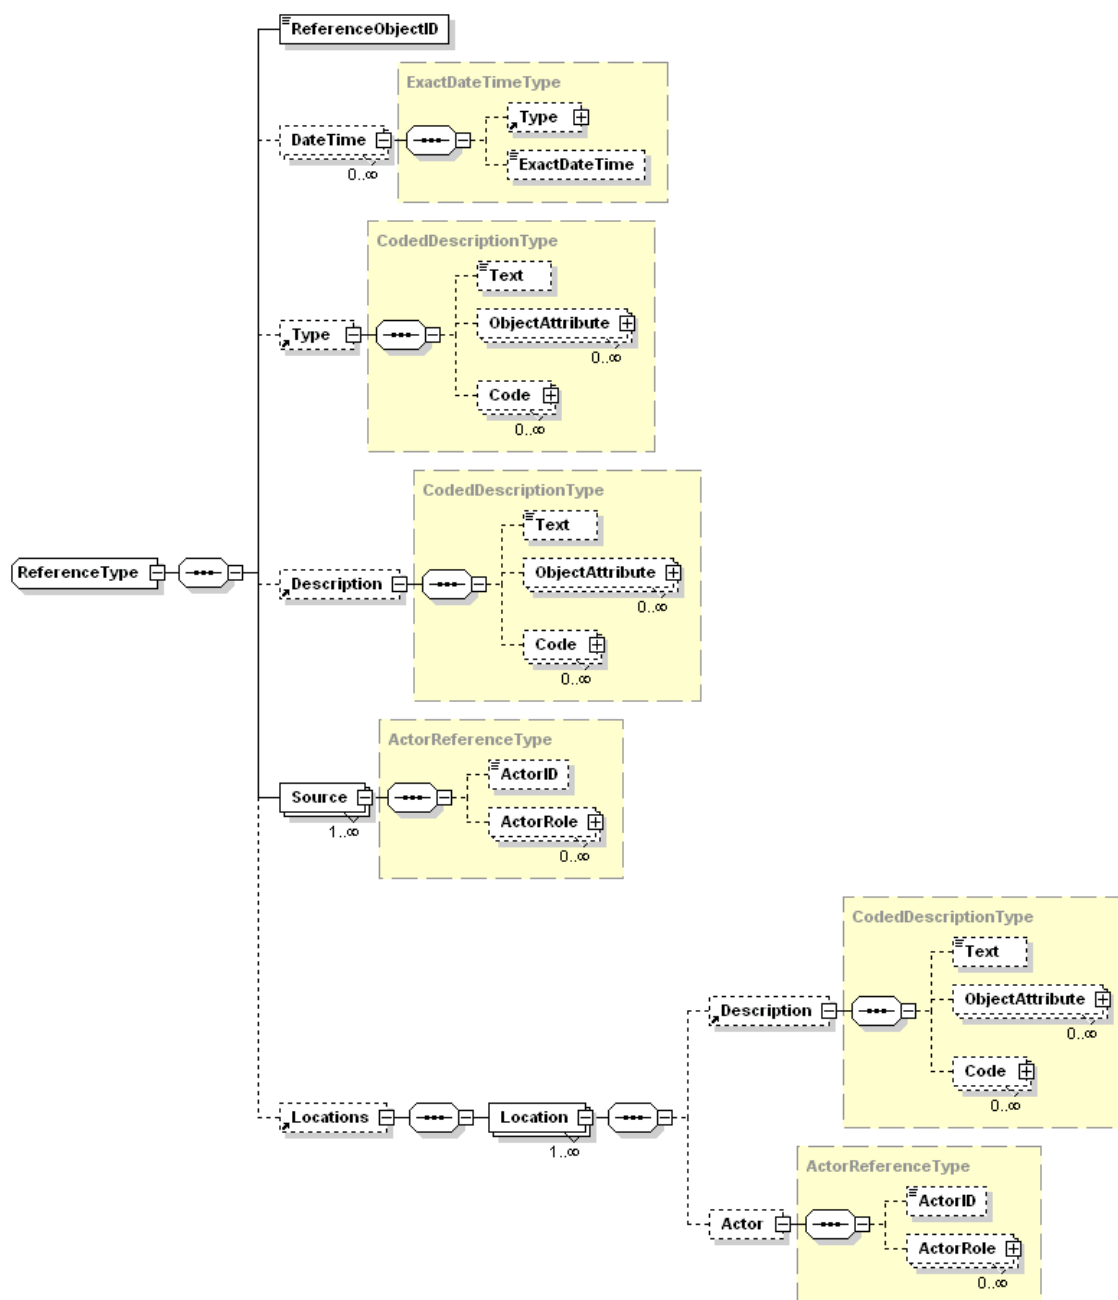 ReferenceObjectID
ExactDateTimeType
Type
DateTime
ExactDateTime
0..∞
CodedDescriptionType
Text
ObjectAttribute
Type
0..∞
Code
0..∞
CodedDescriptionType
Text
ObjectAttribute
ReferenceType
Description
0..∞
Code
0..∞
ActorReferenceType
ActorID
Source
ActorRole
1..∞
0..∞
CodedDescriptionType
Text
ObjectAttribute
Description
0..∞
Code
0..∞
Locations
Location
1..∞
ActorReferenceType
ActorID
Actor
ActorRole
0..∞